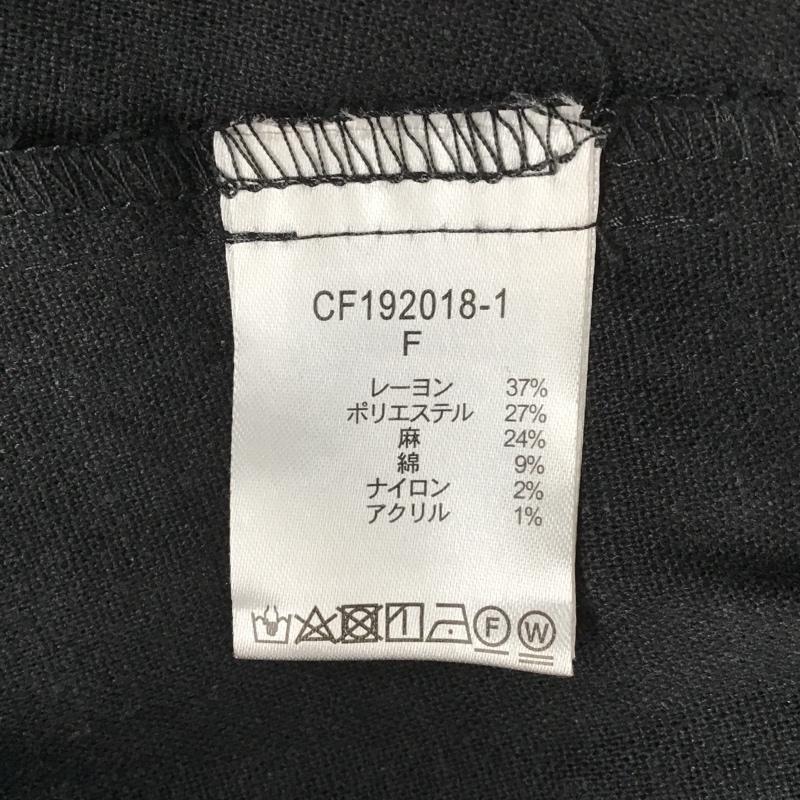 CF192018-1
F
レーヨン 37%
ポリエステル 27%
麻 24%
綿 9%
ナイロン 2%
アクリル 1%
F W